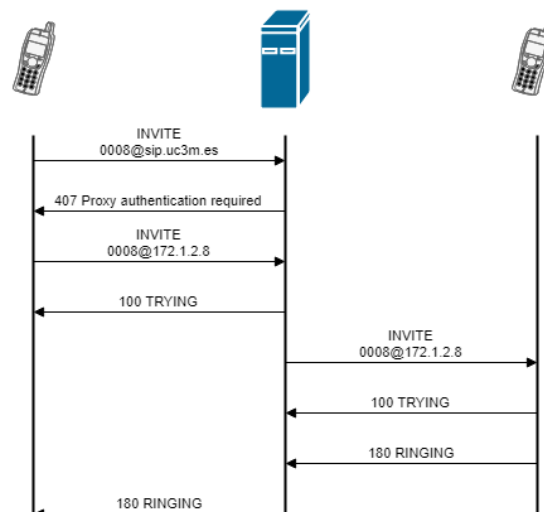 INVITE
0008@sip.uc3m.es
407 Proxy authentication required
INVITE
0008@172.1.2.8
100 TRYING
INVITE
0008@172.1.2.8
100 TRYING
180 RINGING
180 RINGING